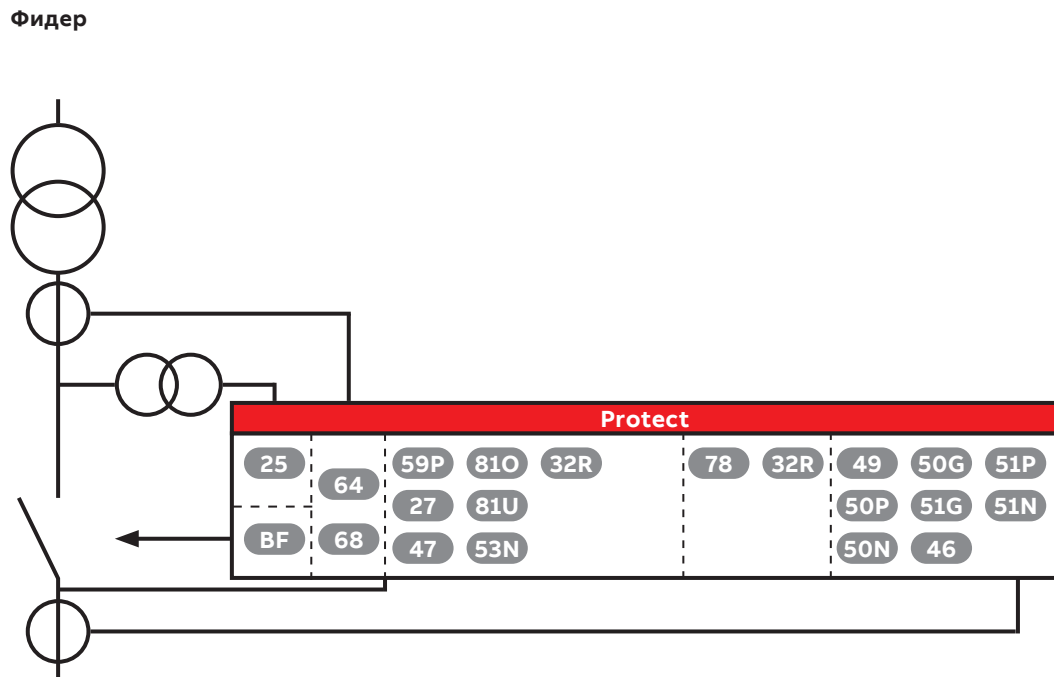 Фидер
Protect
25 59P 81O 32R 78 32R 49 50G 51P
64
27 81U 50P 51G 51N
BF 68 47 53N 50N 46